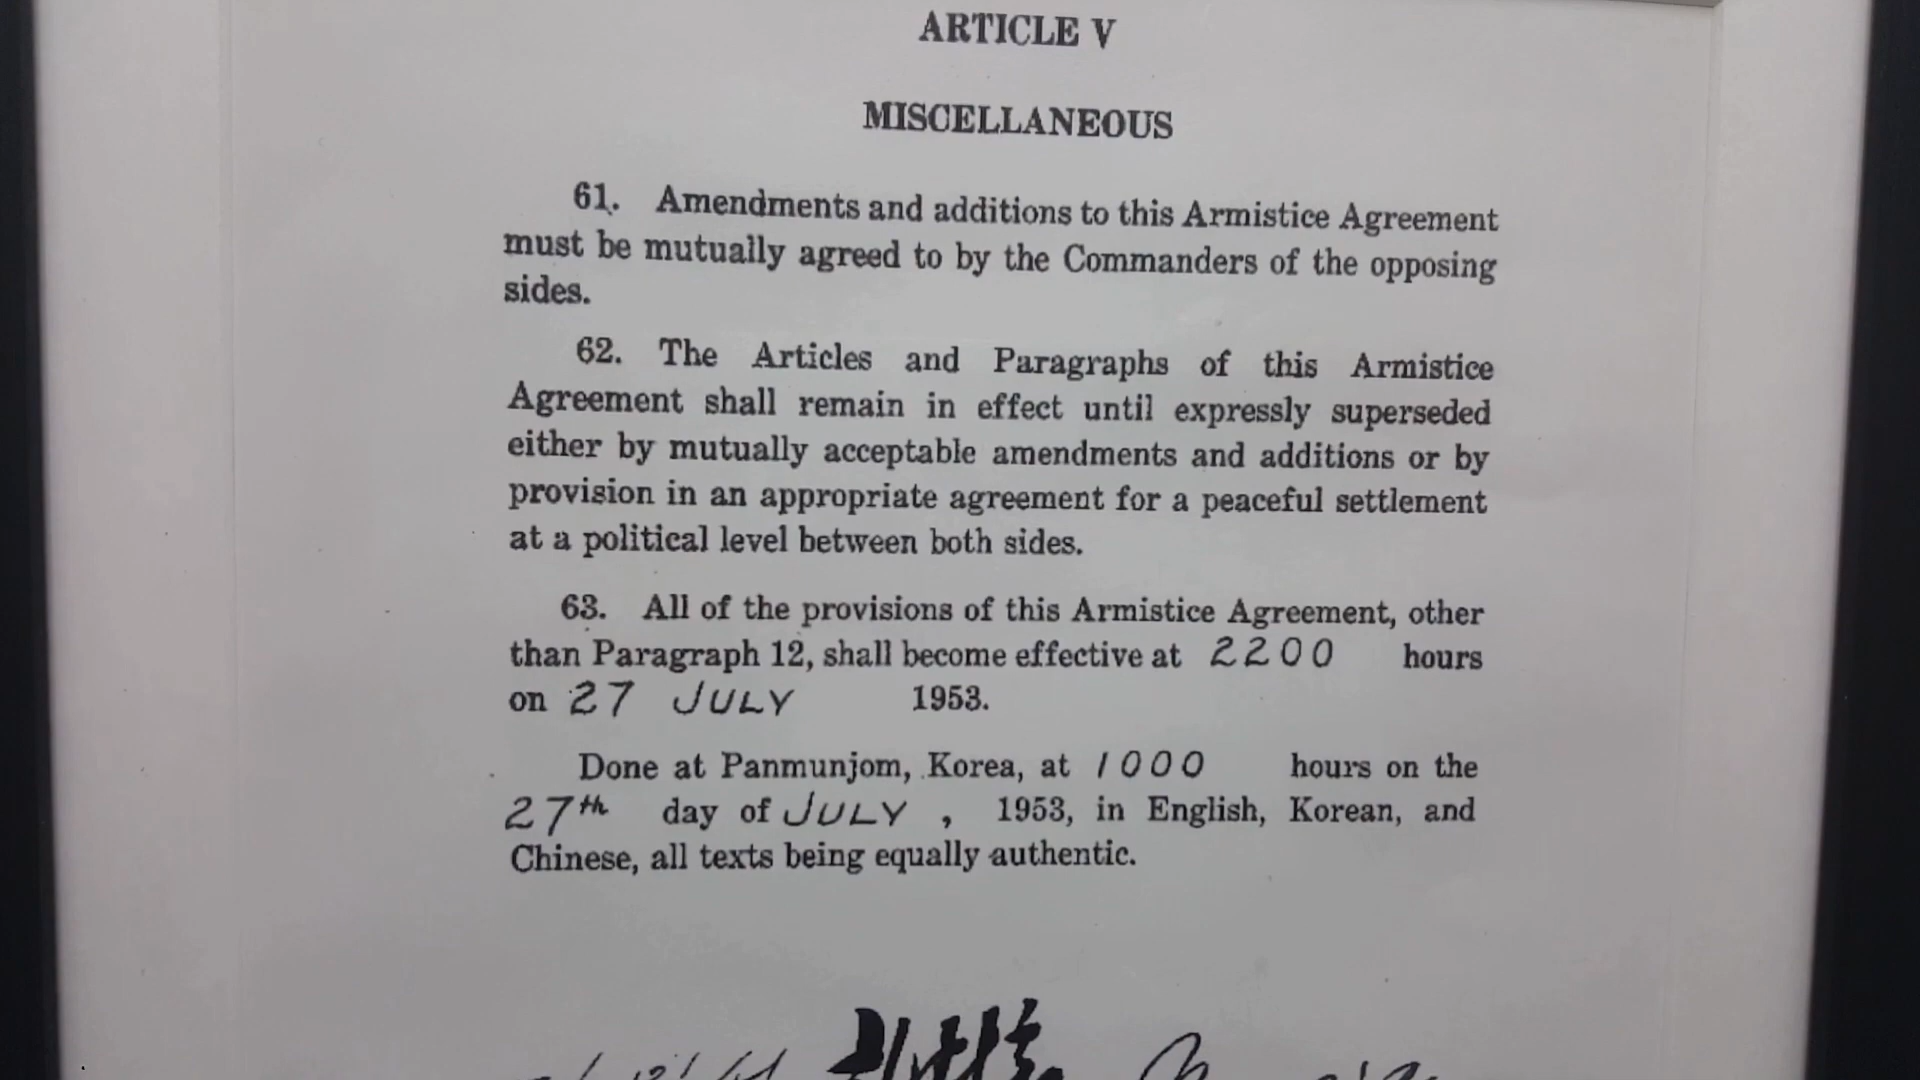 ARTICLE V
MISCELLANEOUS
61. Amendments and additions to this Armistice Agreement
must be mutually agreed to by the Commanders of the opposing
sides.
62. The Articles and Paragraphs of this Armistice
Agreement shall remain in effect until expressly superseded
either by mutually acceptable amendments and additions or by
provision in an appropriate agreement for a peaceful settlement
at a political level between both sides.
63. All of the provisions of this Armistice Agreement, other
than Paragraph 12, shall become effective at 2200 hours
on 27 JULY 1953.
Done at Panmunjom, Korea, at 1000 hours on the
27th day of JULY , 1953, in English, Korean, and
Chinese, all texts being equally authentic.